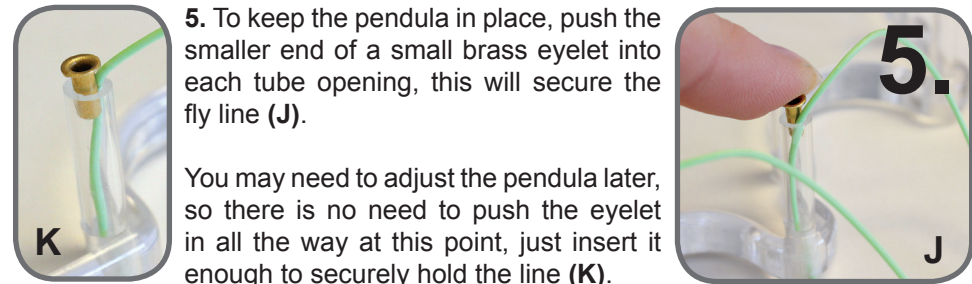 5. To keep the pendula in place, push the
smaller end of a small brass eyelet into
each tube opening, this will secure the
fly line (J).
You may need to adjust the pendula later,
so there is no need to push the eyelet
in all the way at this point, just insert it
enough to securely hold the line (K).
K
5.
J